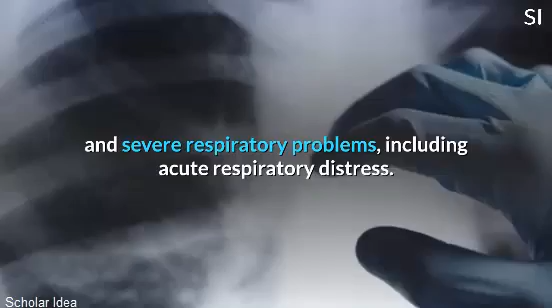 SI
and severe respiratory problems, including
acute respiratory distress.
Scholar Idea